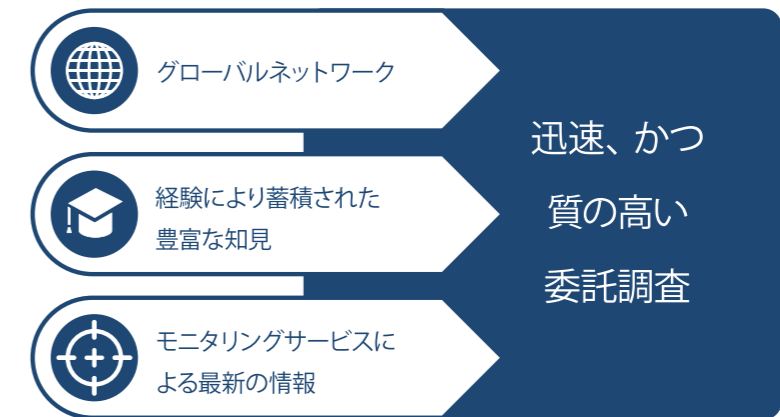 グローバルネットワーク
経験により蓄積された
豊富な知見
モニタリングサービスに
よる最新の情報
迅速、かつ
質の高い
委託調査